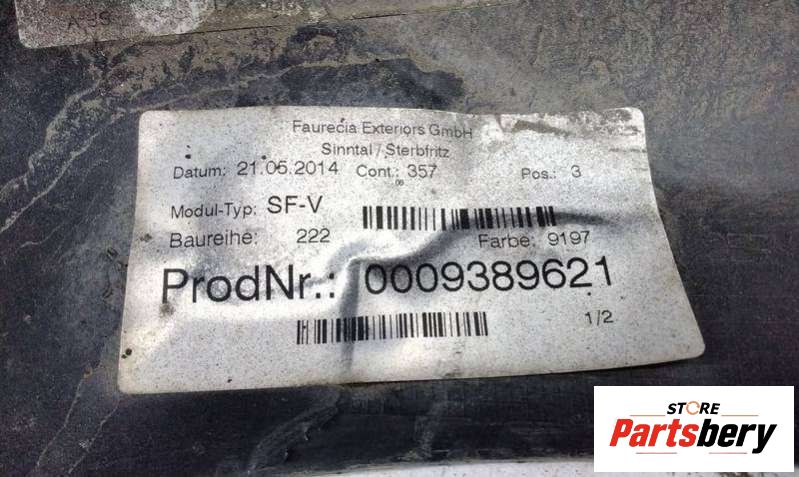 Faurecia Exteriors GmbH
Sinntal / Sterbfritz
Datum: 21.05.2014 Cont.: 357 Pos.: 3
Modul-Typ: SF-V
Baureihe: 222 Farbe: 9197
ProdNr.: 0009389621
1/2
STORE
Partsbery